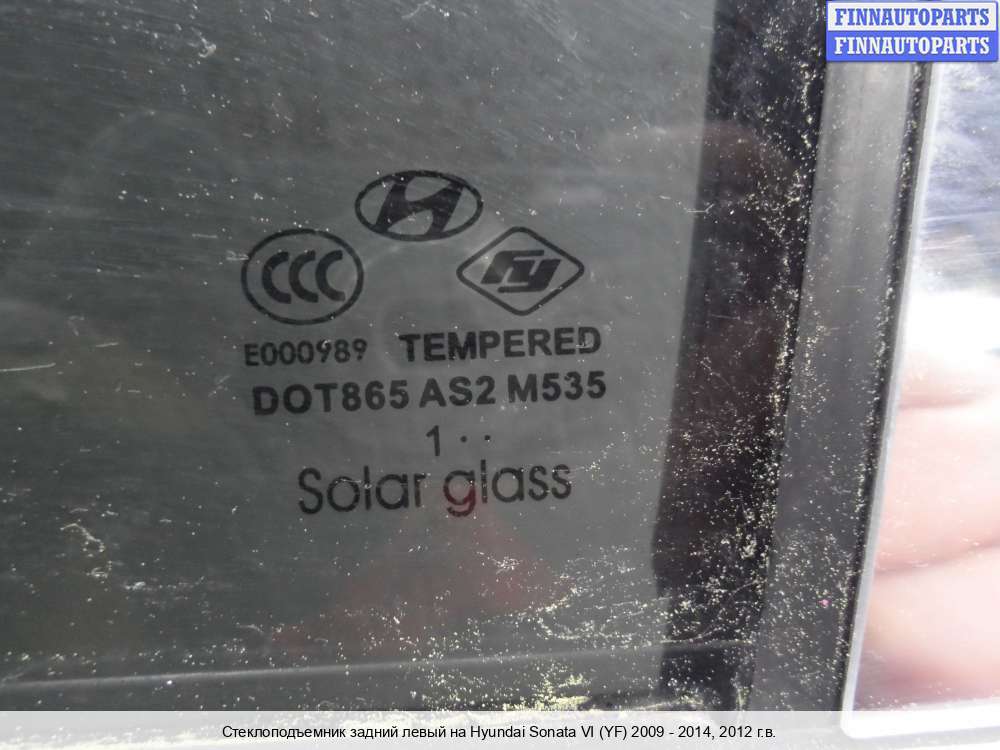 FINNAUTOPARTS
FINNAUTOPARTS
CCC
fy
E000989 TEMPERED
DOT865 AS2 M535
1 . .
Solar glass
Стеклоподъемник задний левый на Hyundai Sonata VI (YF) 2009 - 2014, 2012 г.в.